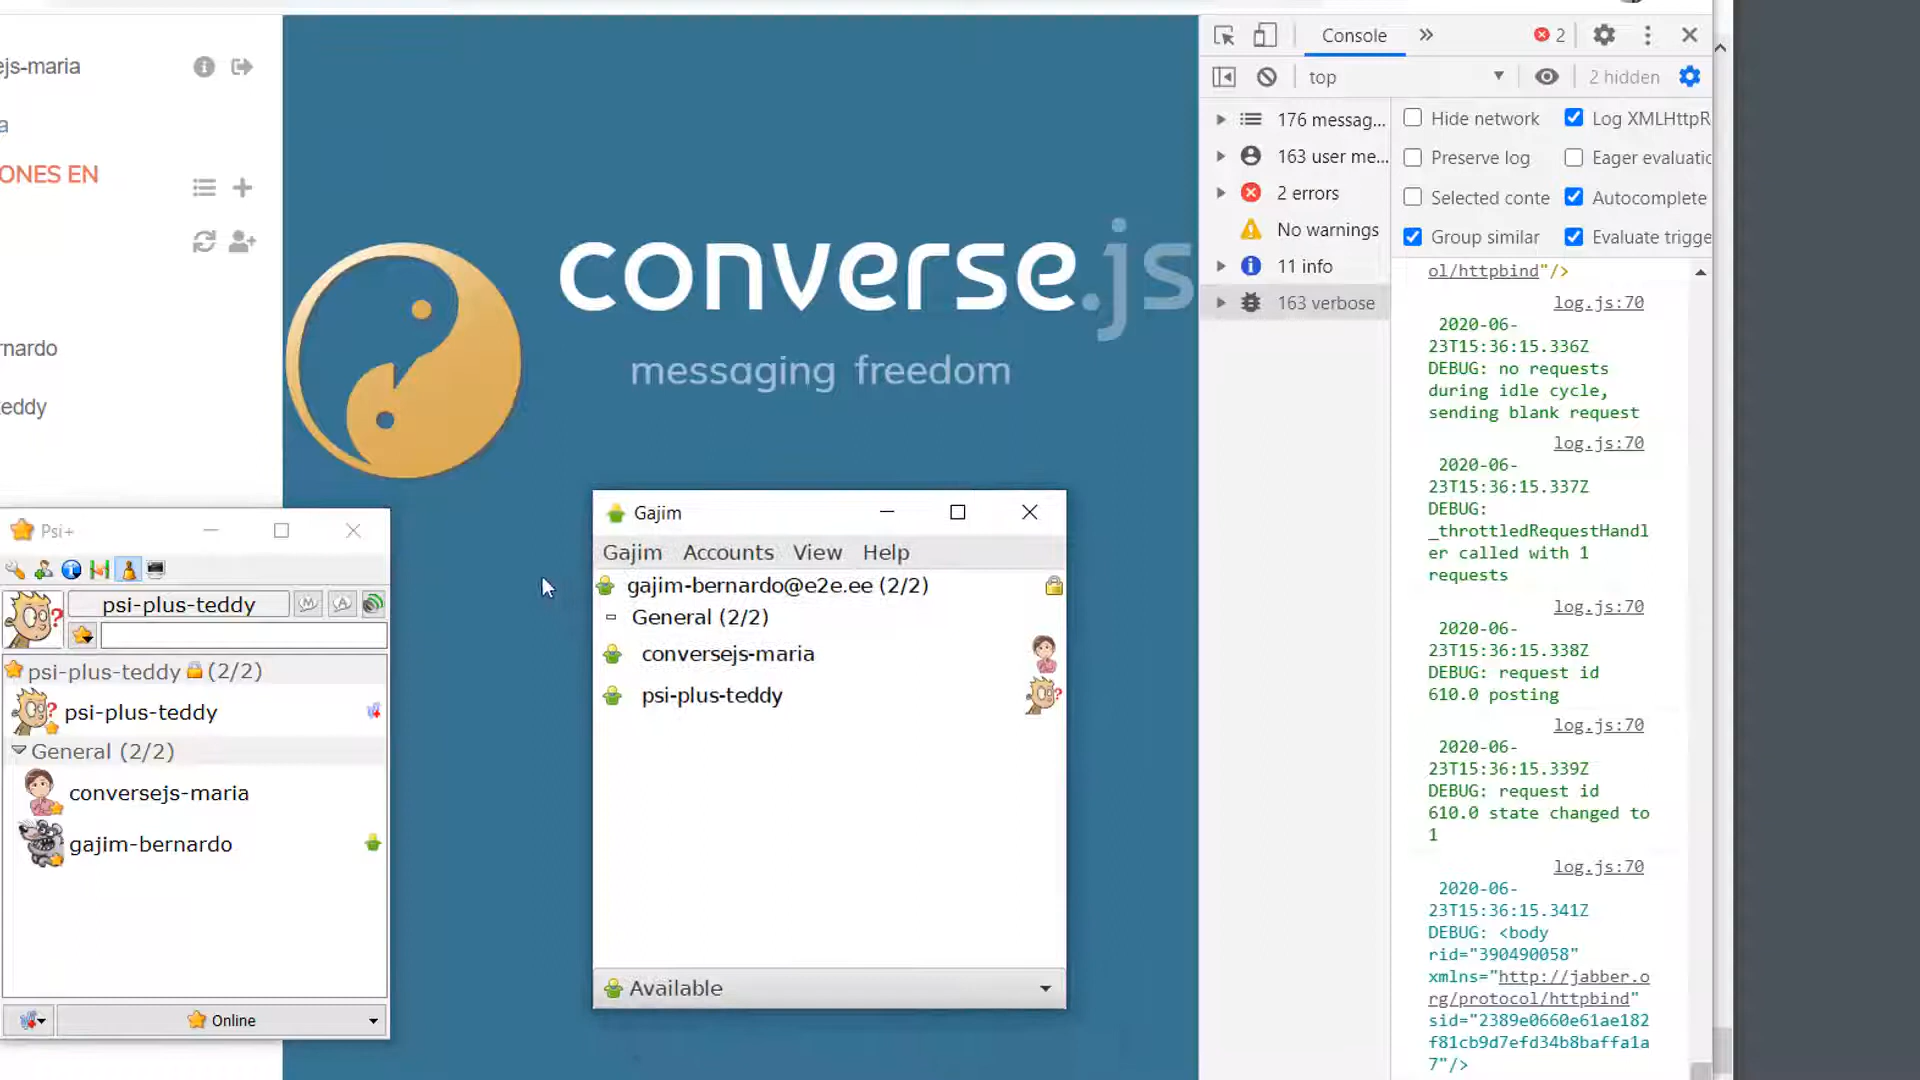 ejs-maria
a
ONES EN
rnardo
eddy
converse.js
messaging freedom
Psi+
psi-plus-teddy
psi-plus-teddy (2/2)
psi-plus-teddy
General (2/2)
conversejs-maria
gajim-bernardo
Online
Gajim
Gajim Accounts View Help
gajim-bernardo@e2e.ee (2/2)
General (2/2)
conversejs-maria
psi-plus-teddy
Available
Console 2
top 2 hidden
176 messag...
163 user me...
2 errors
No warnings
11 info
163 verbose
Hide network Log XMLHttpR
Preserve log Eager evaluatio
Selected conte Autocomplete
Group similar Evaluate trigge
ol/httpbind"/>
log.js:70
2020-06-
23T15:36:15.336Z
DEBUG: no requests
during idle cycle,
sending blank request
log.js:70
2020-06-
23T15:36:15.337Z
DEBUG:
_throttledRequestHandl
er called with 1
requests
log.js:70
2020-06-
23T15:36:15.338Z
DEBUG: request id
610.0 posting
log.js:70
2020-06-
23T15:36:15.339Z
DEBUG: request id
610.0 state changed to
1
log.js:70
2020-06-
23T15:36:15.341Z
DEBUG: <body
rid="390490058"
xmlns="http://jabber.o
rg/protocol/httpbind"
sid="2389e0660e61ae182
f81cb9d7efd34b8baffa1a
7"/>